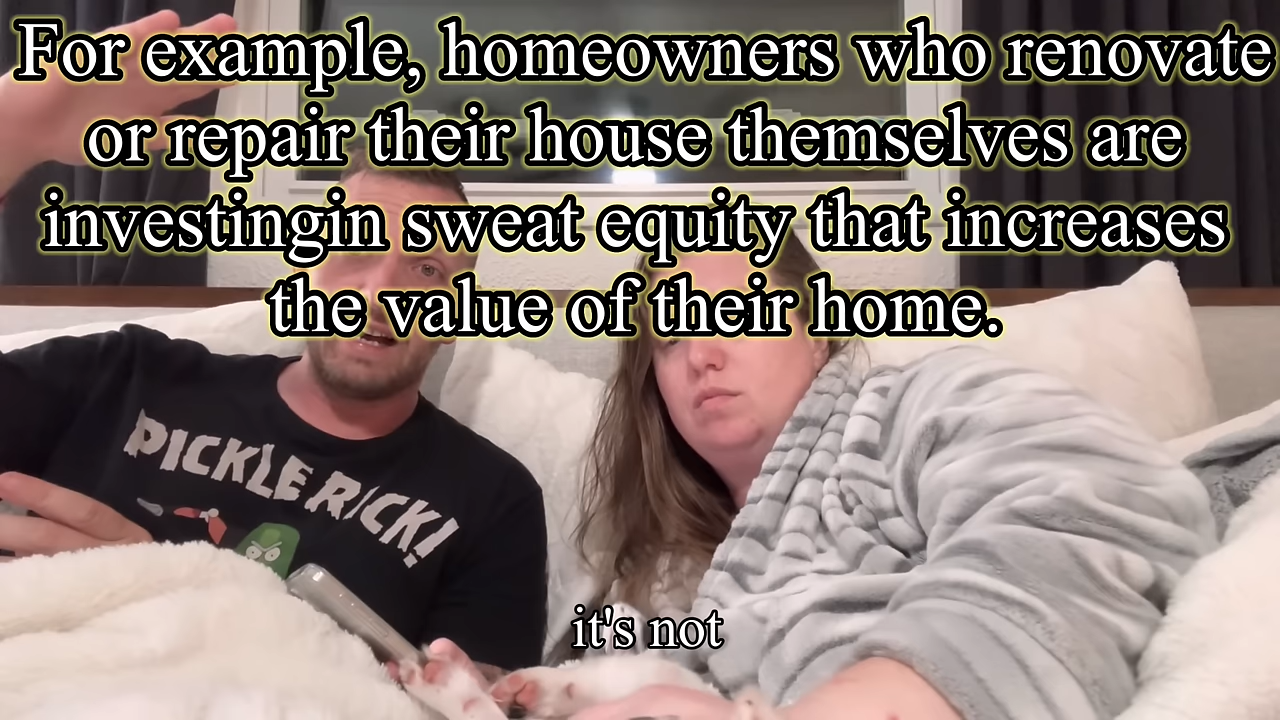 For example, homeowners who renovate
or repair their house themselves are
investingin sweat equity that increases
the value of their home.
PICKLE RICK!
it's not